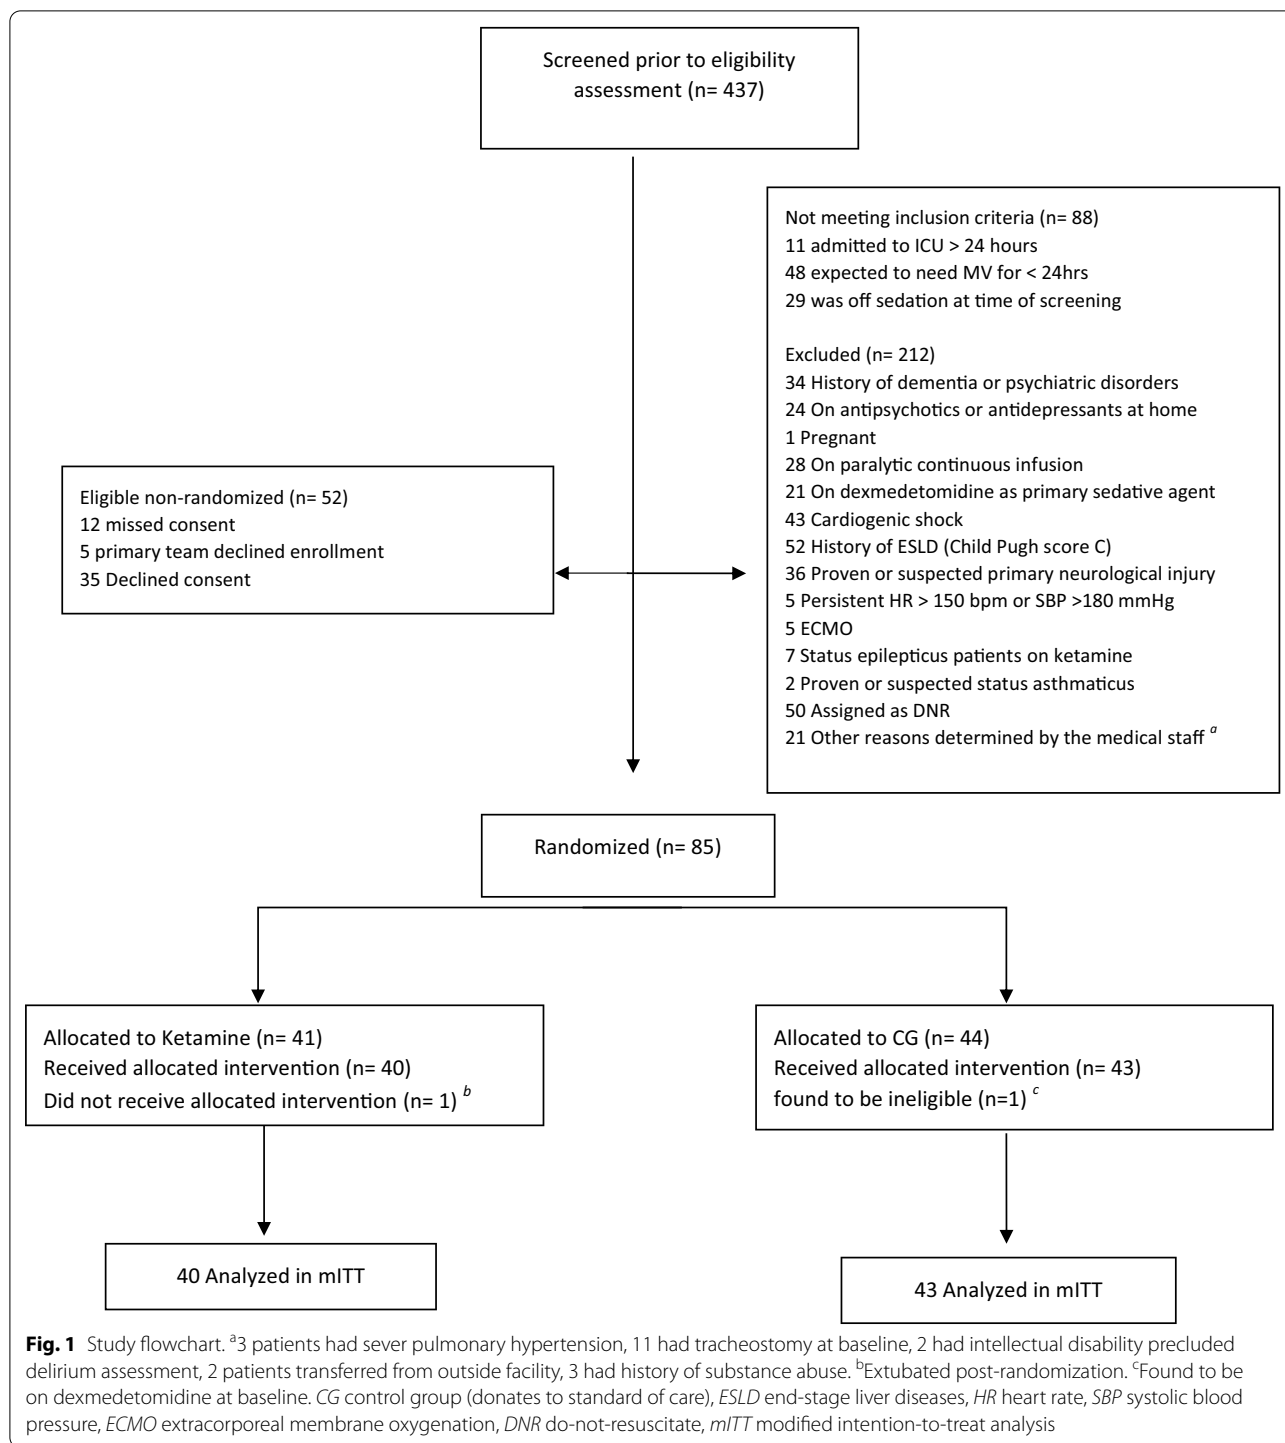 Screened prior to eligibility
assessment (n= 437)
Not meeting inclusion criteria (n= 88)
11 admitted to ICU > 24 hours
48 expected to need MV for < 24hrs
29 was off sedation at time of screening
Excluded (n= 212)
34 History of dementia or psychiatric disorders
24 On antipsychotics or antidepressants at home
1 Pregnant
28 On paralytic continuous infusion
21 On dexmedetomidine as primary sedative agent
43 Cardiogenic shock
52 History of ESLD (Child Pugh score C)
36 Proven or suspected primary neurological injury
5 Persistent HR > 150 bpm or SBP >180 mmHg
5 ECMO
7 Status epilepticus patients on ketamine
2 Proven or suspected status asthmaticus
50 Assigned as DNR
21 Other reasons determined by the medical staff a
Eligible non-randomized (n= 52)
12 missed consent
5 primary team declined enrollment
35 Declined consent
Randomized (n= 85)
Allocated to Ketamine (n= 41)
Received allocated intervention (n= 40)
Did not receive allocated intervention (n= 1) b
Allocated to CG (n= 44)
Received allocated intervention (n= 43)
found to be ineligible (n=1) c
40 Analyzed in mITT
43 Analyzed in mITT
Fig. 1 Study flowchart. a3 patients had sever pulmonary hypertension, 11 had tracheostomy at baseline, 2 had intellectual disability precluded
delirium assessment, 2 patients transferred from outside facility, 3 had history of substance abuse. bExtubated post-randomization. cFound to be
on dexmedetomidine at baseline. CG control group (donates to standard of care), ESLD end-stage liver diseases, HR heart rate, SBP systolic blood
pressure, ECMO extracorporeal membrane oxygenation, DNR do-not-resuscitate, mITT modified intention-to-treat analysis